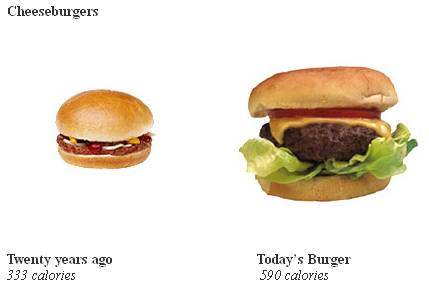 Cheeseburgers
Twenty years ago
333 calories
Today's Burger
590 calories